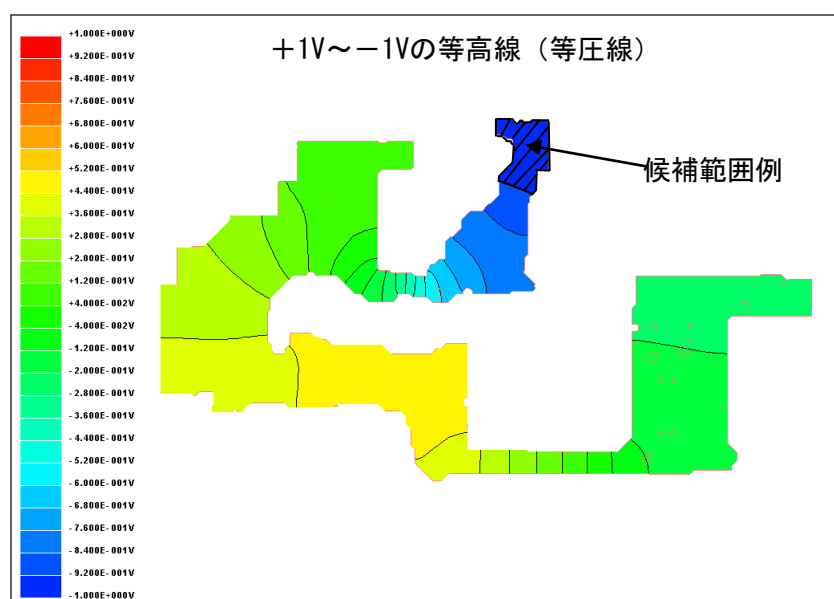 +1.000E+000V
+1V~-1Vの等高線(等圧線)
+9.200E-001V
+8.400E-001V
+7.600E-001V
+6.800E-001V
+6.000E-001V
+5.200E-001V
候補範囲例
+4.400E-001V
+3.600E-001V
+2.800E-001V
+2.000E-001V
+1.200E-001V
+4.000E-002V
-4.000E-002V
-1.200E-001V
-2.000E-001V
-2.800E-001V
-3.600E-001V
-4.400E-001V
-5.200E-001V
-6.000E-001V
-6.800E-001V
-7.600E-001V
-8.400E-001V
-9.200E-001V
-1.000E+000V